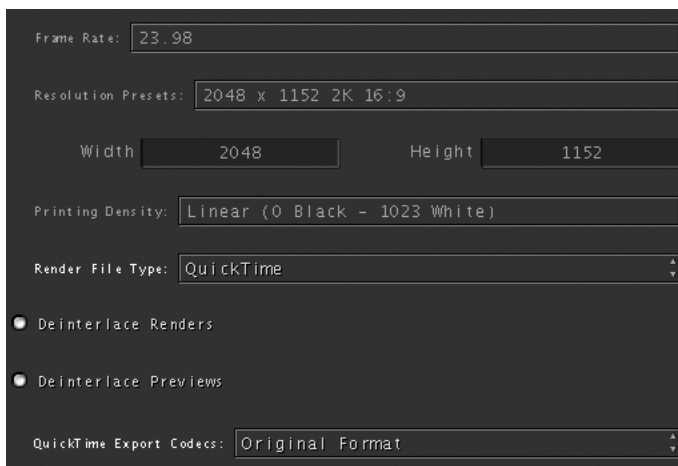 Frame Rate: 23.98
Resolution Presets: 2048 x 1152 2K 16:9
Width 2048 Height 1152
Printing Density: Linear (0 Black – 1023 White)
Render File Type: QuickTime
Deinterlace Renders
Deinterlace Previews
QuickTime Export Codecs: Original Format